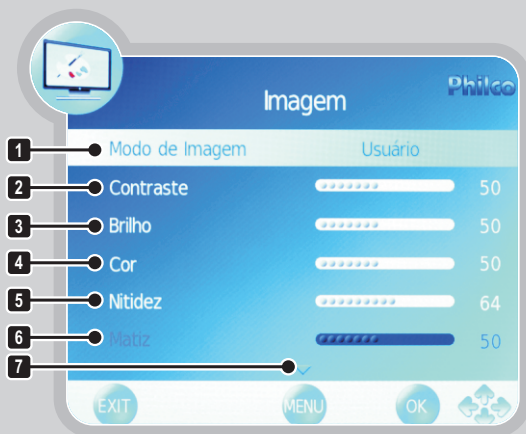 Philco
Imagem
1 Modo de Imagem Usuário
2 Contraste 50
3 Brilho 50
4 Cor 50
5 Nitidez 64
6 Matiz 50
7
EXIT MENU OK